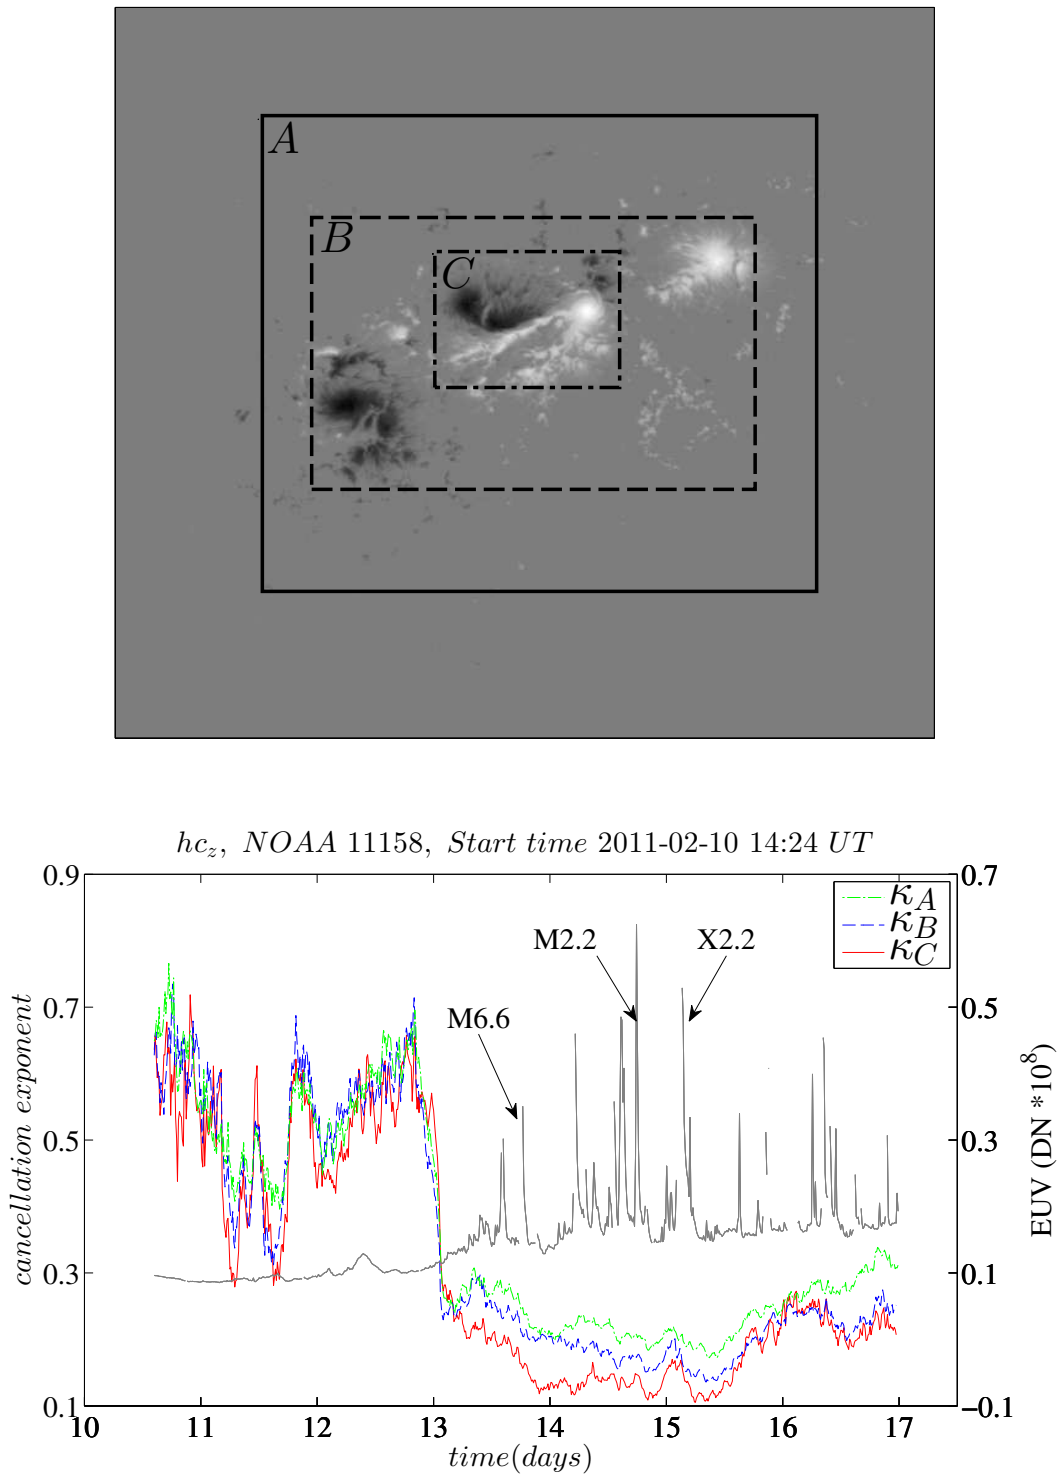 A
B
C
hc_z, NOAA 11158, Start time 2011-02-10 14:24 UT
0.9
0.7
0.5
0.3
0.1
cancellation exponent
0.7
0.5
0.3
0.1
−0.1
EUV (DN *10^8)
κ_A
κ_B
κ_C
M2.2
X2.2
M6.6
10 11 12 13 14 15 16 17
time(days)